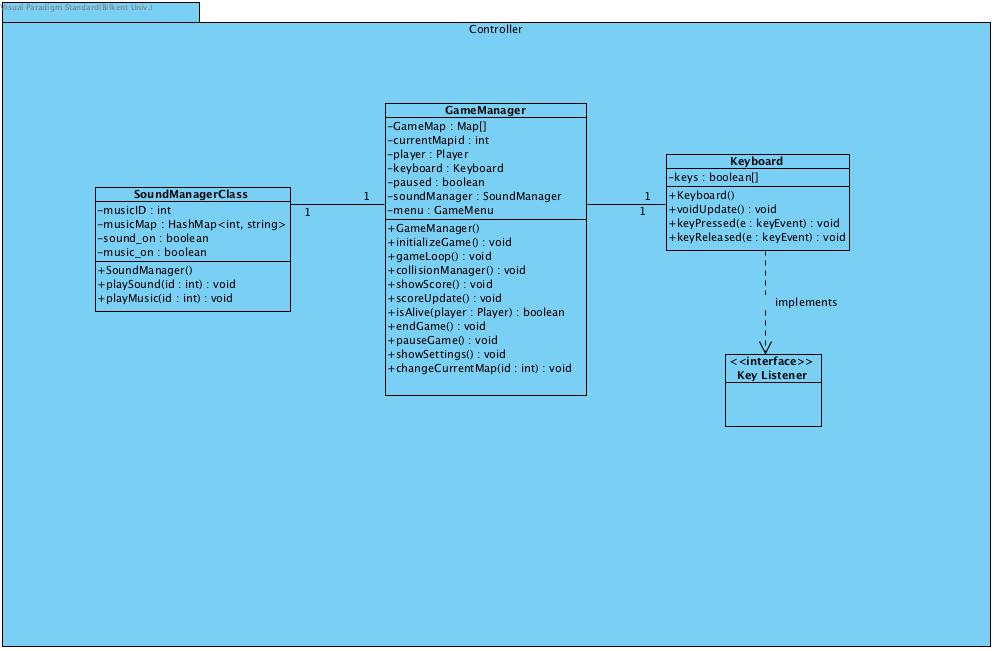 Visual Paradigm Standard(Bilkent Univ.)
Controller
GameManager
-GameMap : Map[]
-currentMapid : int
-player : Player
-keyboard : Keyboard
-paused : boolean
-soundManager : SoundManager
-menu : GameMenu
+GameManager()
+initializeGame() : void
+gameLoop() : void
+collisionManager() : void
+showScore() : void
+scoreUpdate() : void
+isAlive(player : Player) : boolean
+endGame() : void
+pauseGame() : void
+showSettings() : void
+changeCurrentMap(id : int) : void
SoundManagerClass
-musicID : int
-musicMap : HashMap<int, string>
-sound_on : boolean
-music_on : boolean
+SoundManager()
+playSound(id : int) : void
+playMusic(id : int) : void
1
1
1
1
Keyboard
-keys : boolean[]
+Keyboard()
+voidUpdate() : void
+keyPressed(e : keyEvent) : void
+keyReleased(e : keyEvent) : void
implements
<<interface>>
Key Listener